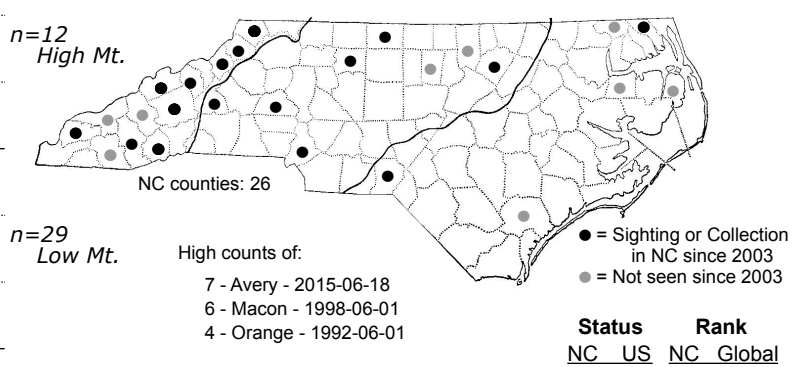 n=12
High Mt.
NC counties: 26
n=29
Low Mt.
High counts of:
7 - Avery - 2015-06-18
6 - Macon - 1998-06-01
4 - Orange - 1992-06-01
● = Sighting or Collection
in NC since 2003
● = Not seen since 2003
Status Rank
NC US NC Global